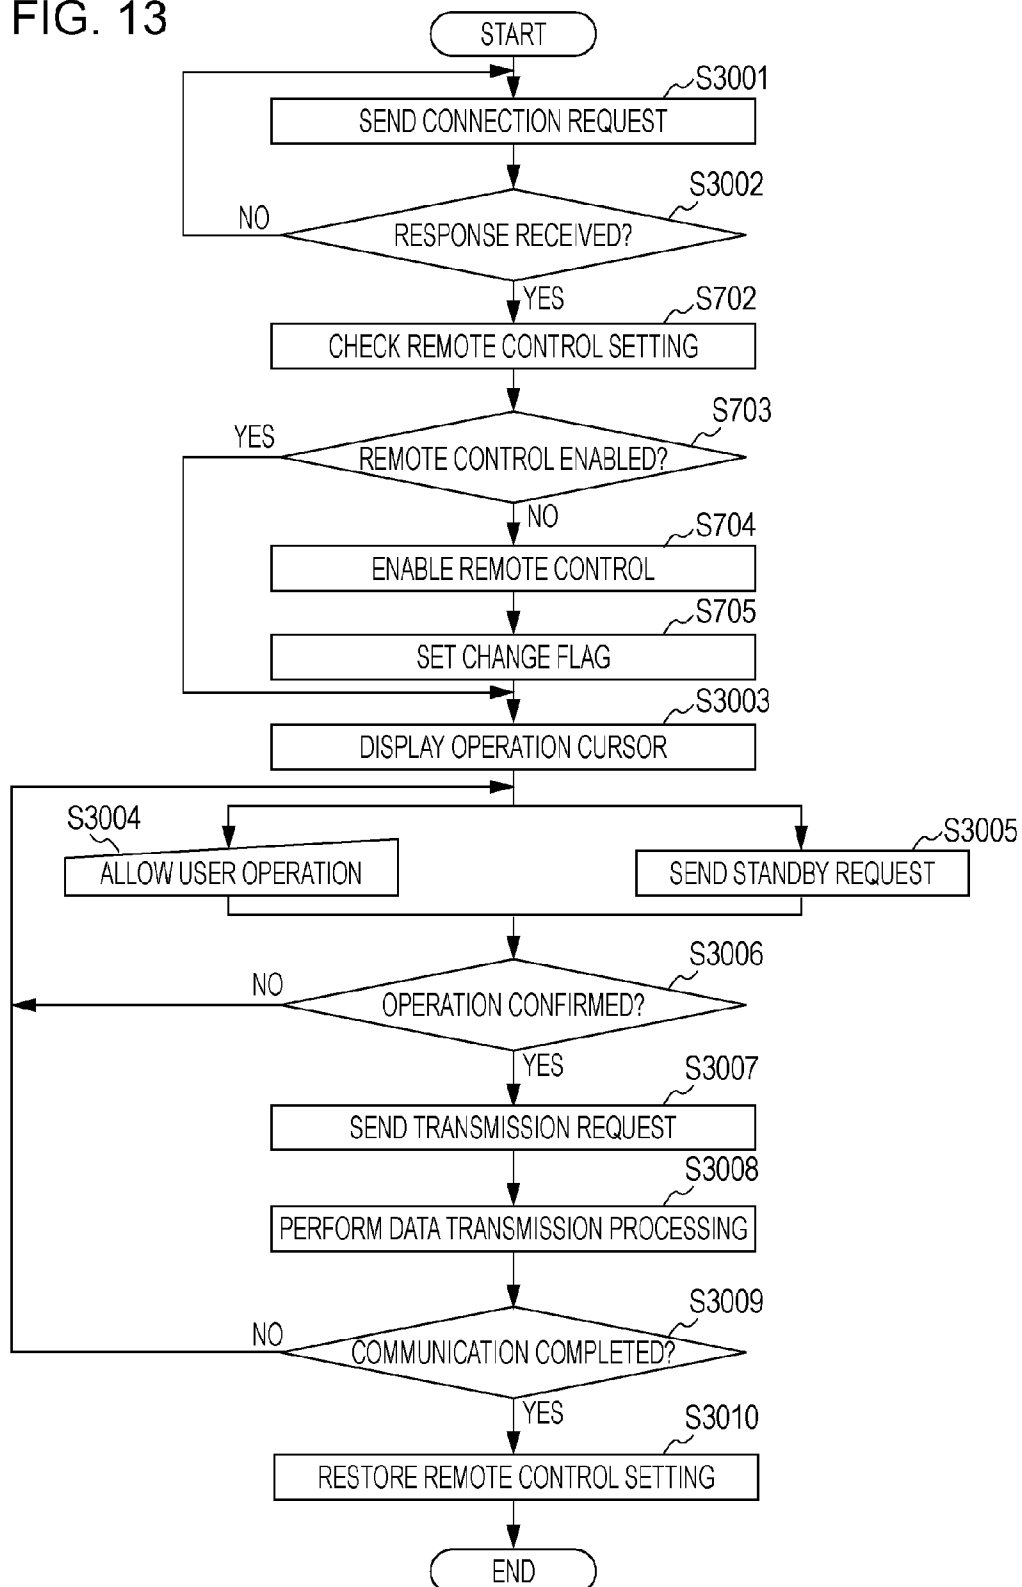 FIG. 13
START
S3001
SEND CONNECTION REQUEST
S3002
NO
RESPONSE RECEIVED?
YES
S702
CHECK REMOTE CONTROL SETTING
S703
YES
REMOTE CONTROL ENABLED?
NO
S704
ENABLE REMOTE CONTROL
S705
SET CHANGE FLAG
S3003
DISPLAY OPERATION CURSOR
S3004
S3005
ALLOW USER OPERATION
SEND STANDBY REQUEST
S3006
NO
OPERATION CONFIRMED?
YES
S3007
SEND TRANSMISSION REQUEST
S3008
PERFORM DATA TRANSMISSION PROCESSING
S3009
NO
COMMUNICATION COMPLETED?
YES
S3010
RESTORE REMOTE CONTROL SETTING
END